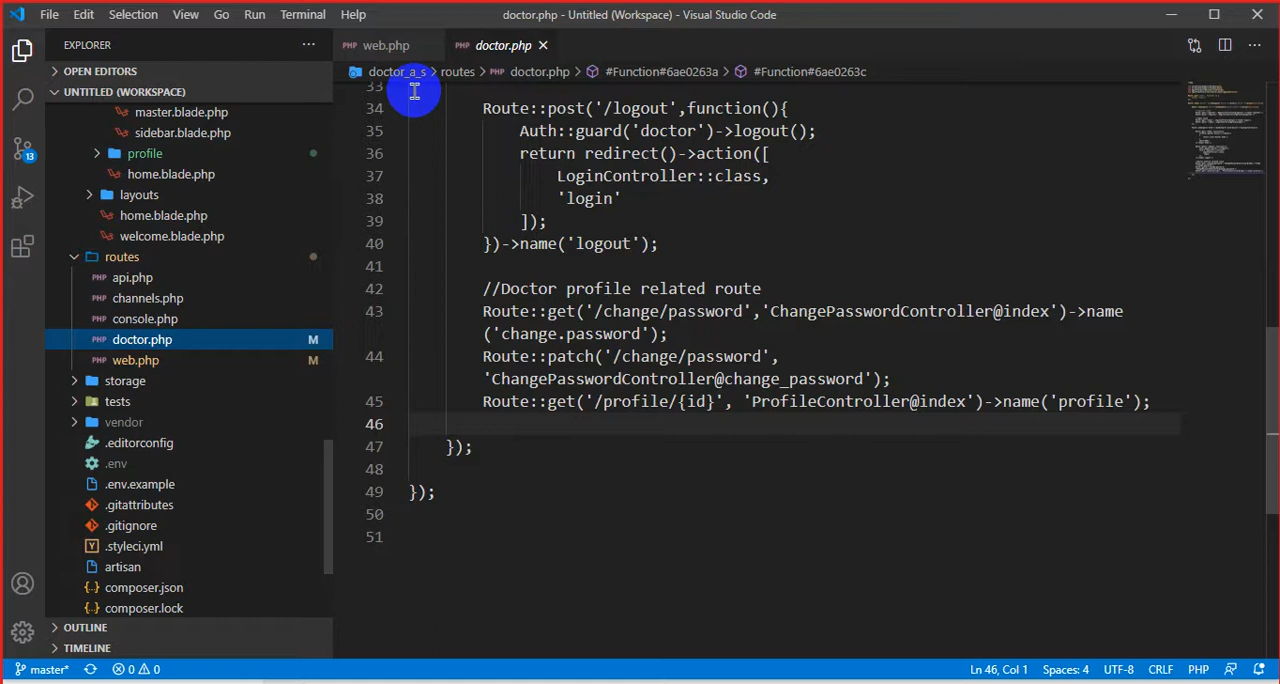 File Edit Selection View Go Run Terminal Help doctor.php - Untitled (Workspace) - Visual Studio Code
EXPLORER
PHP web.php PHP doctor.php
OPEN EDITORS
doctor_a_s > routes > PHP doctor.php > #Function#6ae0263a > #Function#6ae0263c
UNTITLED (WORKSPACE)
master.blade.php
sidebar.blade.php
profile
home.blade.php
layouts
home.blade.php
welcome.blade.php
routes
PHP api.php
PHP channels.php
PHP console.php
PHP doctor.php M
PHP web.php M
storage
tests
vendor
.editorconfig
.env
.env.example
.gitattributes
.gitignore
.styleci.yml
artisan
{..} composer.json
{..} composer.lock
OUTLINE
TIMELINE
13
33
34 Route::post('/logout',function(){
35 Auth::guard('doctor')->logout();
36 return redirect()->action([
37 LoginController::class,
38 'login'
39 ]);
40 })->name('logout');
41
42 //Doctor profile related route
43 Route::get('/change/password','ChangePasswordController@index')->name
('change.password');
44 Route::patch('/change/password',
'ChangePasswordController@change_password');
45 Route::get('/profile/{id}', 'ProfileController@index')->name('profile');
46
47 });
48
49 });
50
51
master* 0 0 Ln 46, Col 1 Spaces: 4 UTF-8 CRLF PHP